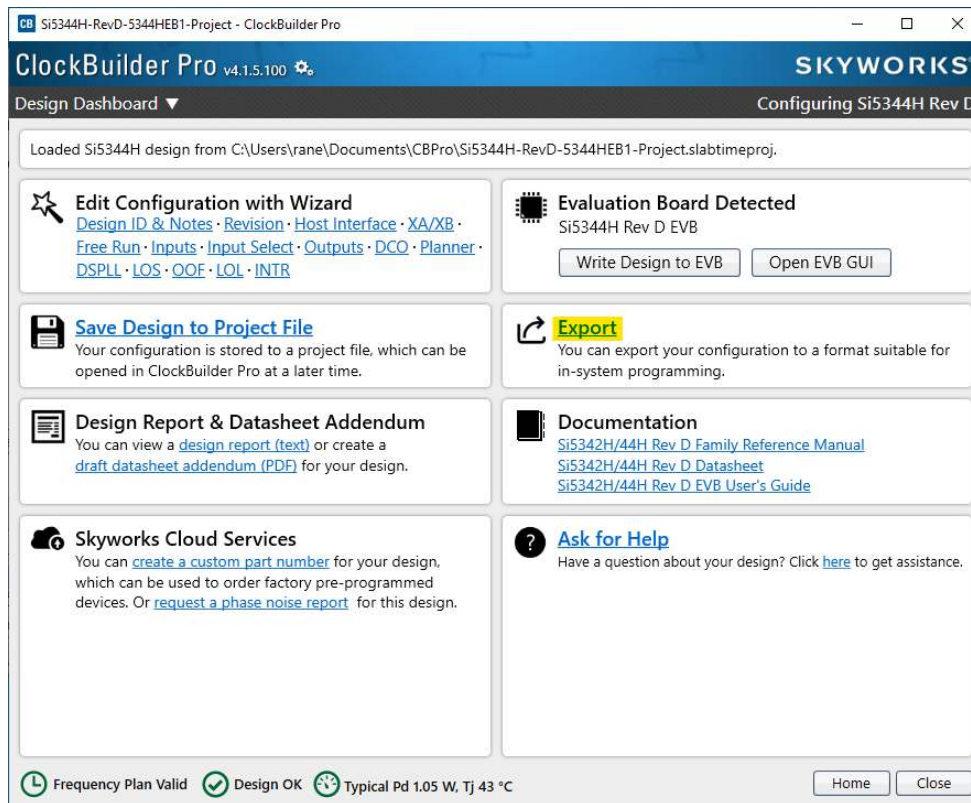 CB Si5344H-RevD-5344HEB1-Project - ClockBuilder Pro
ClockBuilder Pro v4.1.5.100
SKYWORKS
Design Dashboard ▼
Configuring Si5344H Rev D
Loaded Si5344H design from C:\Users\rane\Documents\CBPro\Si5344H-RevD-5344HEB1-Project.slabtimeproj.
Edit Configuration with Wizard
Design ID & Notes · Revision · Host Interface · XA/XB ·
Free Run · Inputs · Input Select · Outputs · DCO · Planner ·
DSPLL · LOS · OOF · LOL · INTR
Evaluation Board Detected
Si5344H Rev D EVB
Write Design to EVB
Open EVB GUI
Save Design to Project File
Your configuration is stored to a project file, which can be
opened in ClockBuilder Pro at a later time.
Export
You can export your configuration to a format suitable for
in-system programming.
Design Report & Datasheet Addendum
You can view a design report (text) or create a
draft datasheet addendum (PDF) for your design.
Documentation
Si5342H/44H Rev D Family Reference Manual
Si5342H/44H Rev D Datasheet
Si5342H/44H Rev D EVB User's Guide
Skyworks Cloud Services
You can create a custom part number for your design,
which can be used to order factory pre-programmed
devices. Or request a phase noise report for this design.
Ask for Help
Have a question about your design? Click here to get assistance.
Frequency Plan Valid
Design OK
Typical Pd 1.05 W, Tj 43 °C
Home
Close